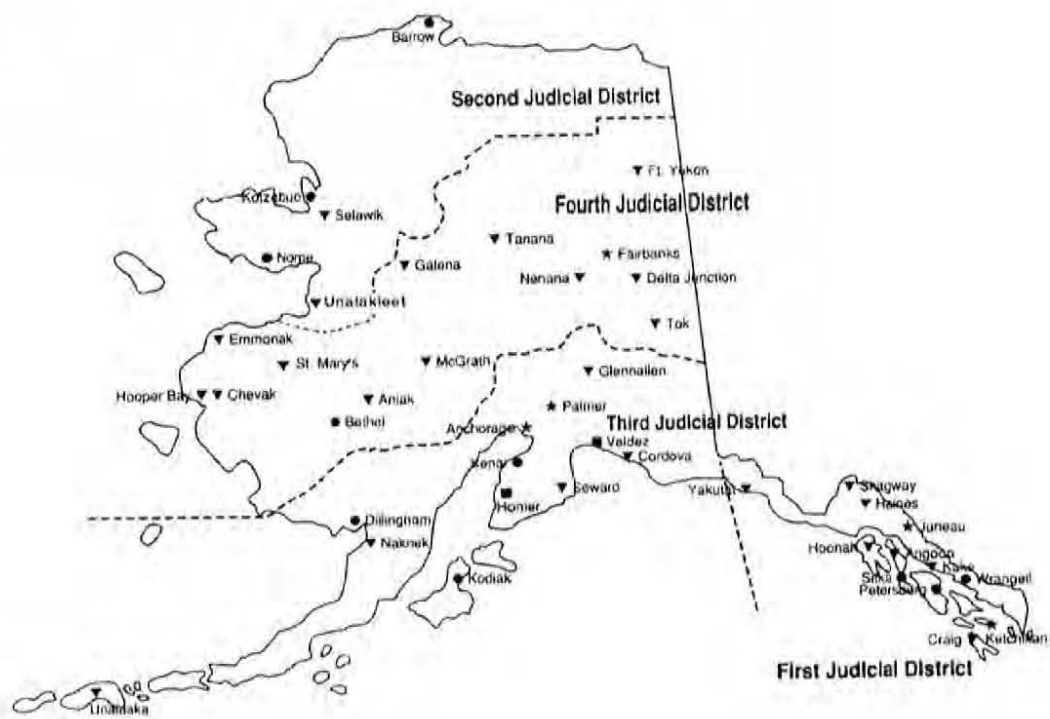 Barrow
Second Judicial District
Ft. Yukon
Kotzebue
Selawik
Fourth Judicial District
Tanana
Fairbanks
Nome
Galena
Nenana
Delta Junction
Unalakleet
Tok
Emmonak
St. Mary's
McGrath
Glennallen
Hooper Bay
Chevak
Aniak
Palmer
Bethel
Anchorage
Third Judicial District
Valdez
Cordova
Kenai
Seward
Yakutat
Skagway
Homer
Haines
Dillingham
Juneau
Naknek
Hoonah
Angoon
Kake
Kodiak
Sitka
Wrangell
Petersburg
Craig
Ketchikan
First Judicial District
Unalaska